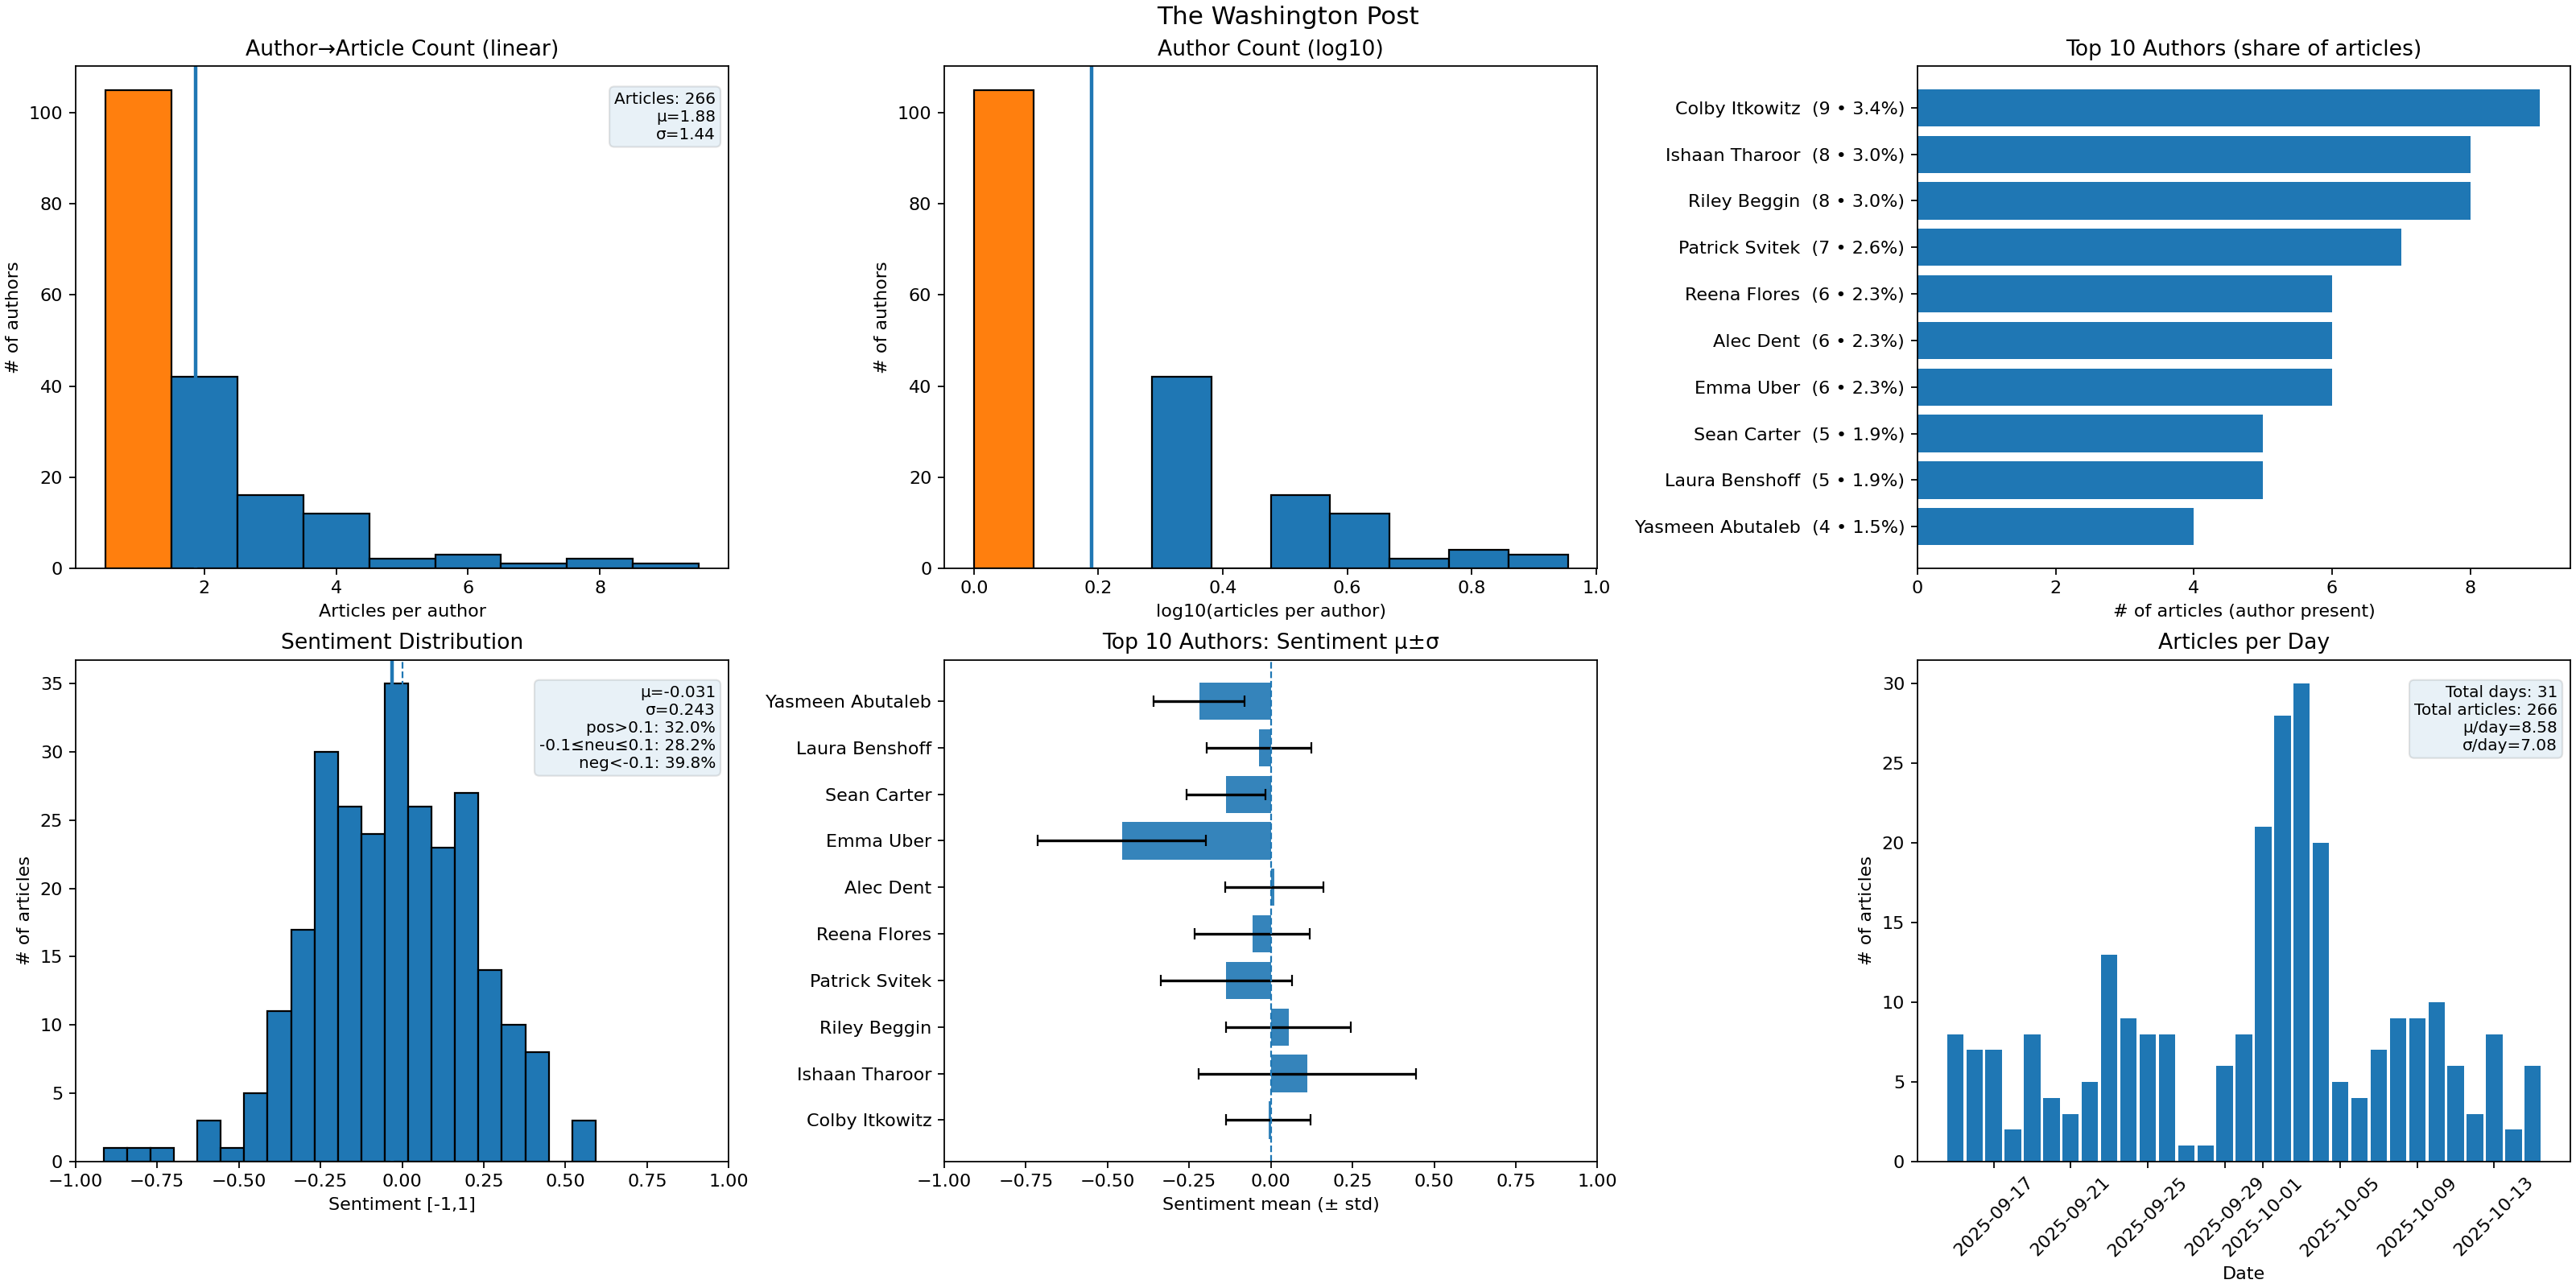 The Washington Post
Author→Article Count (linear)
Articles: 266
μ=1.88
σ=1.44
# of authors
0
20
40
60
80
100
2
4
6
8
Articles per author
Author Count (log10)
# of authors
0
20
40
60
80
100
0.0
0.2
0.4
0.6
0.8
1.0
log10(articles per author)
Top 10 Authors (share of articles)
Colby Itkowitz (9 • 3.4%)
Ishaan Tharoor (8 • 3.0%)
Riley Beggin (8 • 3.0%)
Patrick Svitek (7 • 2.6%)
Reena Flores (6 • 2.3%)
Alec Dent (6 • 2.3%)
Emma Uber (6 • 2.3%)
Sean Carter (5 • 1.9%)
Laura Benshoff (5 • 1.9%)
Yasmeen Abutaleb (4 • 1.5%)
0
2
4
6
8
# of articles (author present)
Sentiment Distribution
μ=-0.031
σ=0.243
pos>0.1: 32.0%
-0.1≤neu≤0.1: 28.2%
neg<-0.1: 39.8%
# of articles
0
5
10
15
20
25
30
35
−1.00
−0.75
−0.50
−0.25
0.00
0.25
0.50
0.75
1.00
Sentiment [-1,1]
Top 10 Authors: Sentiment μ±σ
Yasmeen Abutaleb
Laura Benshoff
Sean Carter
Emma Uber
Alec Dent
Reena Flores
Patrick Svitek
Riley Beggin
Ishaan Tharoor
Colby Itkowitz
−1.00
−0.75
−0.50
−0.25
0.00
0.25
0.50
0.75
1.00
Sentiment mean (± std)
Articles per Day
Total days: 31
Total articles: 266
μ/day=8.58
σ/day=7.08
# of articles
0
5
10
15
20
25
30
2025-09-17
2025-09-21
2025-09-25
2025-09-29
2025-10-01
2025-10-05
2025-10-09
2025-10-13
Date